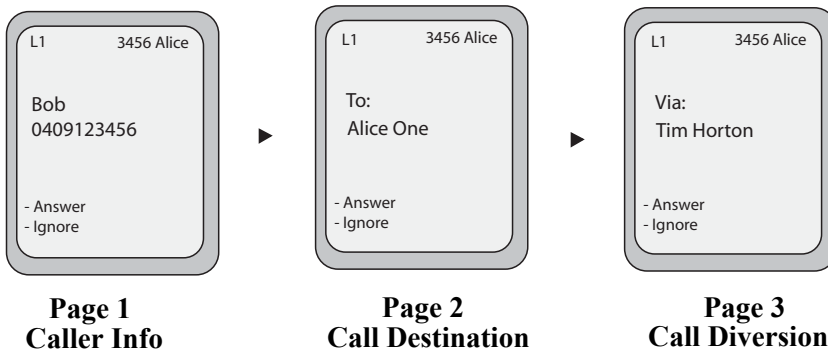 L1 3456 Alice
Bob
0409123456
- Answer
- Ignore
Page 1
Caller Info
L1 3456 Alice
To:
Alice One
- Answer
- Ignore
Page 2
Call Destination
L1 3456 Alice
Via:
Tim Horton
- Answer
- Ignore
Page 3
Call Diversion